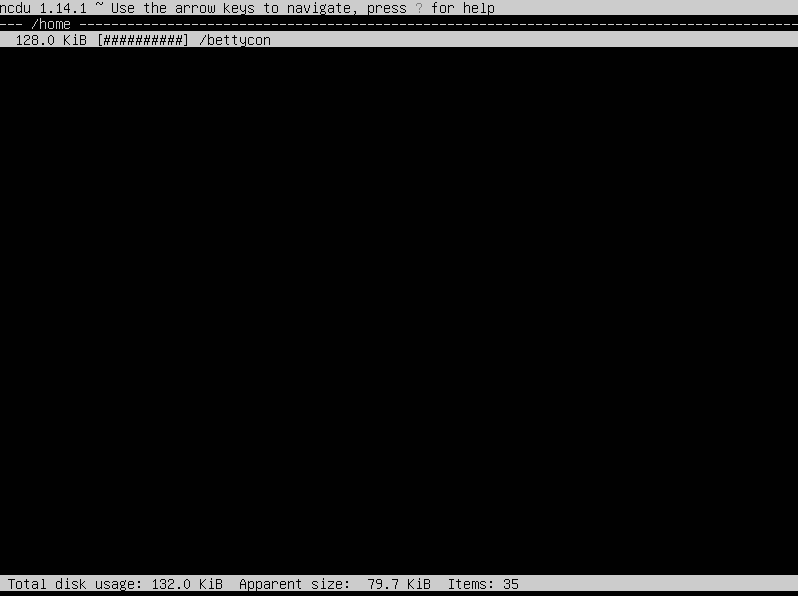 ncdu 1.14.1 ~ Use the arrow keys to navigate, press ? for help
--- /home ------------------------------------------------------------------------------------------
  128.0 KiB [##########] /bettycon
 Total disk usage: 132.0 KiB  Apparent size:  79.7 KiB  Items: 35